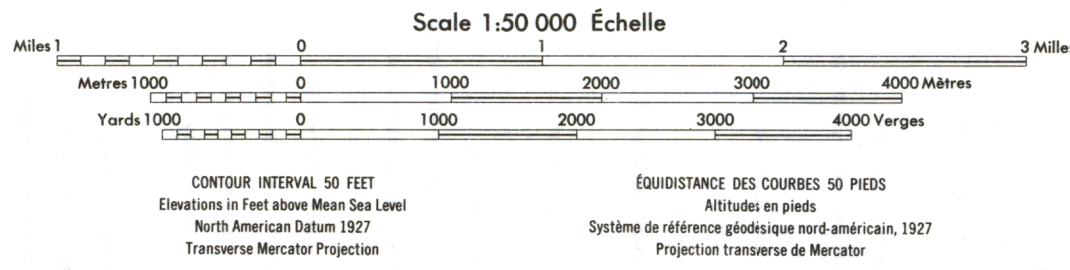 Scale 1:50 000 Échelle
Miles 1 0 1 2 3 Milles
Metres 1000 0 1000 2000 3000 4000 Mètres
Yards 1000 0 1000 2000 3000 4000 Verges
CONTOUR INTERVAL 50 FEET
Elevations in Feet above Mean Sea Level
North American Datum 1927
Transverse Mercator Projection
ÉQUIDISTANCE DES COURBES 50 PIEDS
Altitudes en pieds
Système de référence géodésique nord-américain, 1927
Projection transverse de Mercator